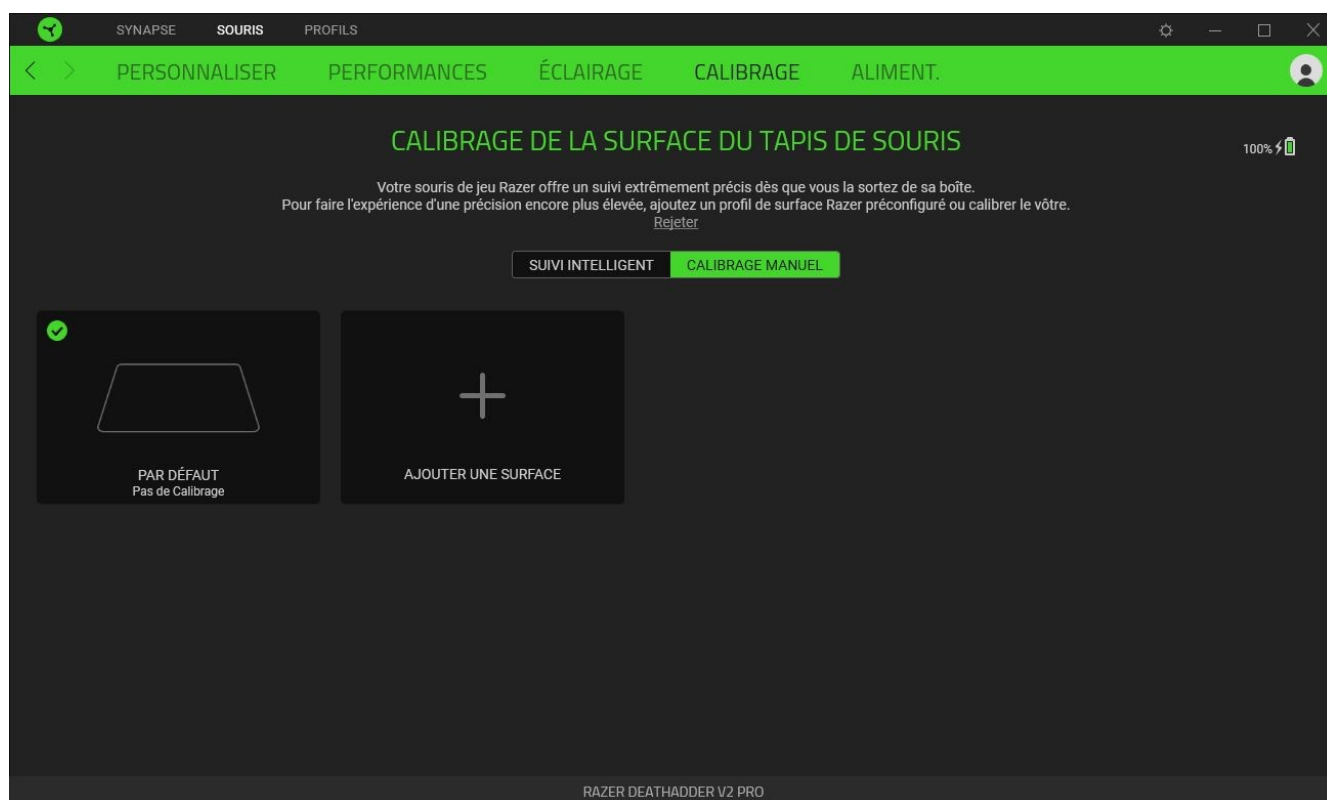 SYNAPSE SOURIS PROFILS
PERSONNALISER PERFORMANCES ÉCLAIRAGE CALIBRAGE ALIMENT.
CALIBRAGE DE LA SURFACE DU TAPIS DE SOURIS
100%
Votre souris de jeu Razer offre un suivi extrêmement précis dès que vous la sortez de sa boîte.
Pour faire l'expérience d'une précision encore plus élevée, ajoutez un profil de surface Razer préconfiguré ou calibrer le vôtre.
Rejeter
SUIVI INTELLIGENT CALIBRAGE MANUEL
PAR DÉFAUT
Pas de Calibrage
AJOUTER UNE SURFACE
RAZER DEATHADDER V2 PRO